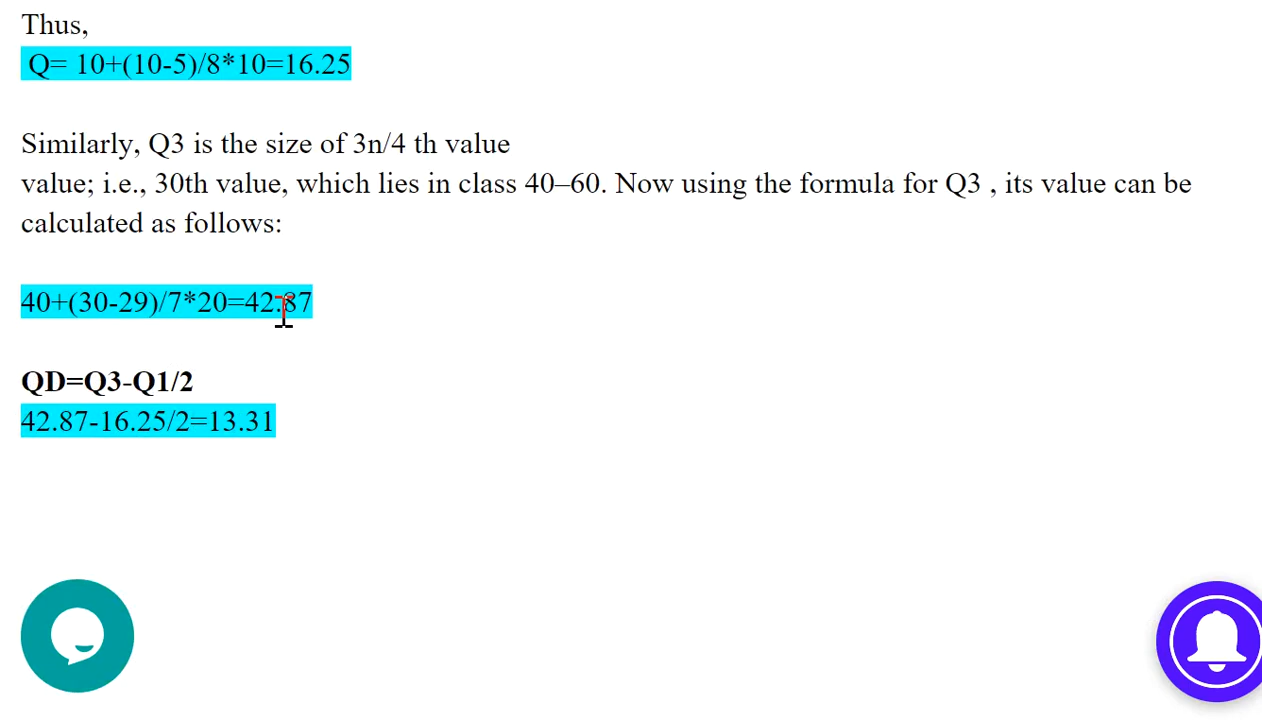 Thus,
Q= 10+(10-5)/8*10=16.25
Similarly, Q3 is the size of 3n/4 th value
value; i.e., 30th value, which lies in class 40–60. Now using the formula for Q3 , its value can be
calculated as follows:
40+(30-29)/7*20=42.87
QD=Q3-Q1/2
42.87-16.25/2=13.31